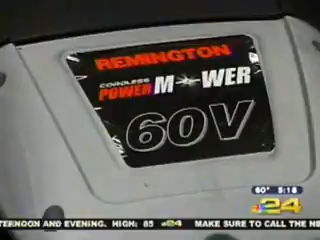 REMINGTON
CORDLESS
POWER M WER
60V
60° 5:18
24
TERNOON AND EVENING. HIGH: 85 24 MAKE SURE TO CALL THE NE